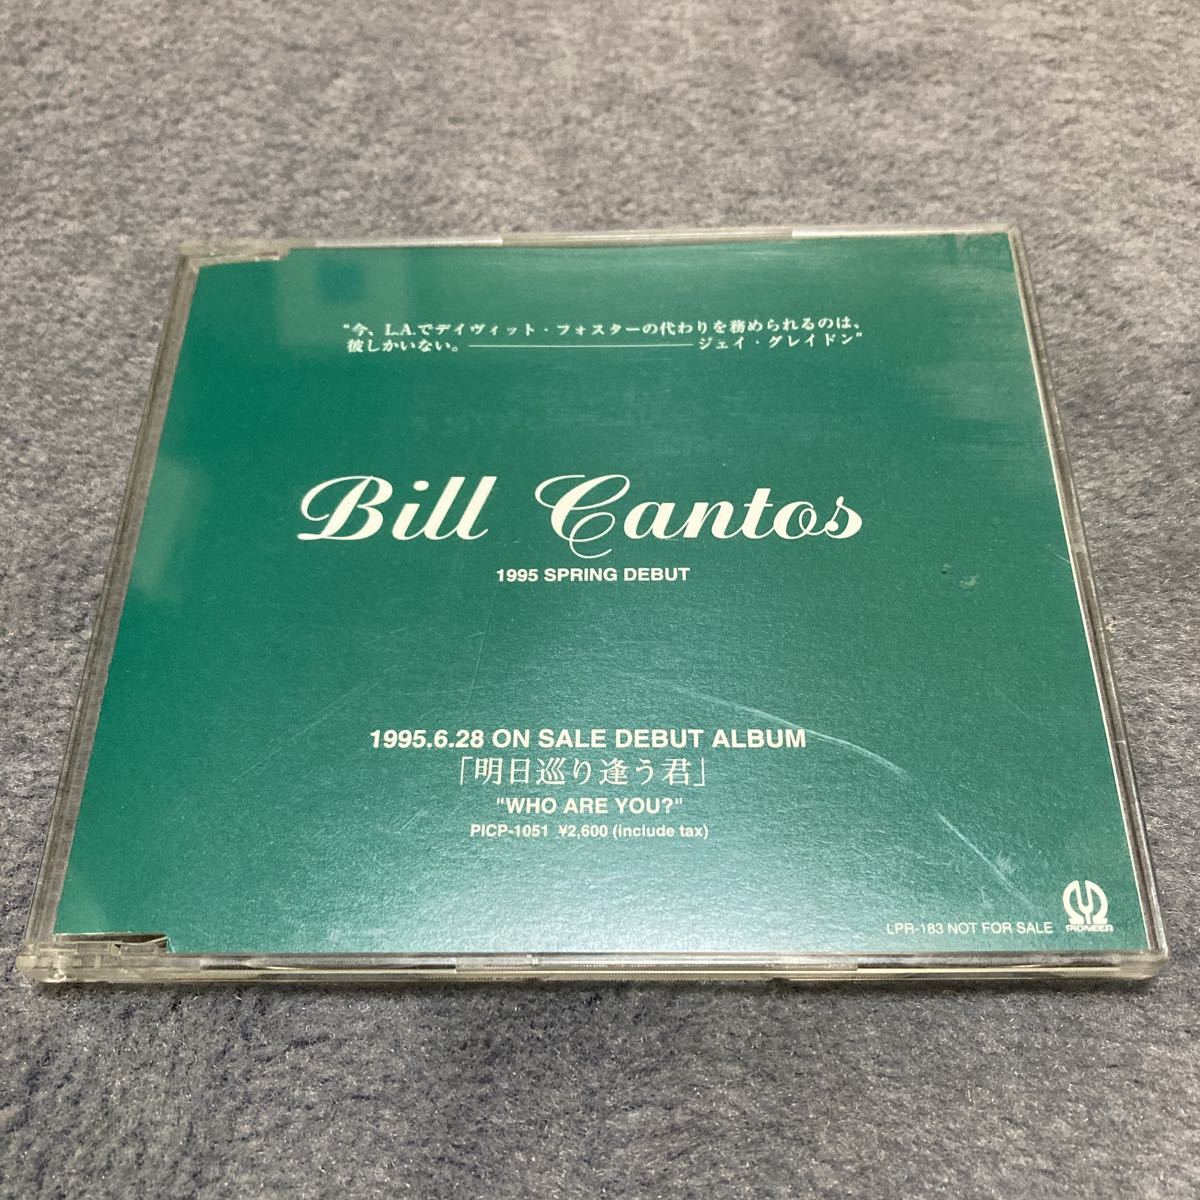 "今、L.A.でデイヴィット・フォスターの代わりを務められるのは、
彼しかいない。————————ジェイ・グレイドン"
Bill Cantos
1995 SPRING DEBUT
1995.6.28 ON SALE DEBUT ALBUM
「明日巡り逢う君」
"WHO ARE YOU?"
PICP-1051 ¥2,600 (include tax)
LPR-183 NOT FOR SALE
PIONEER